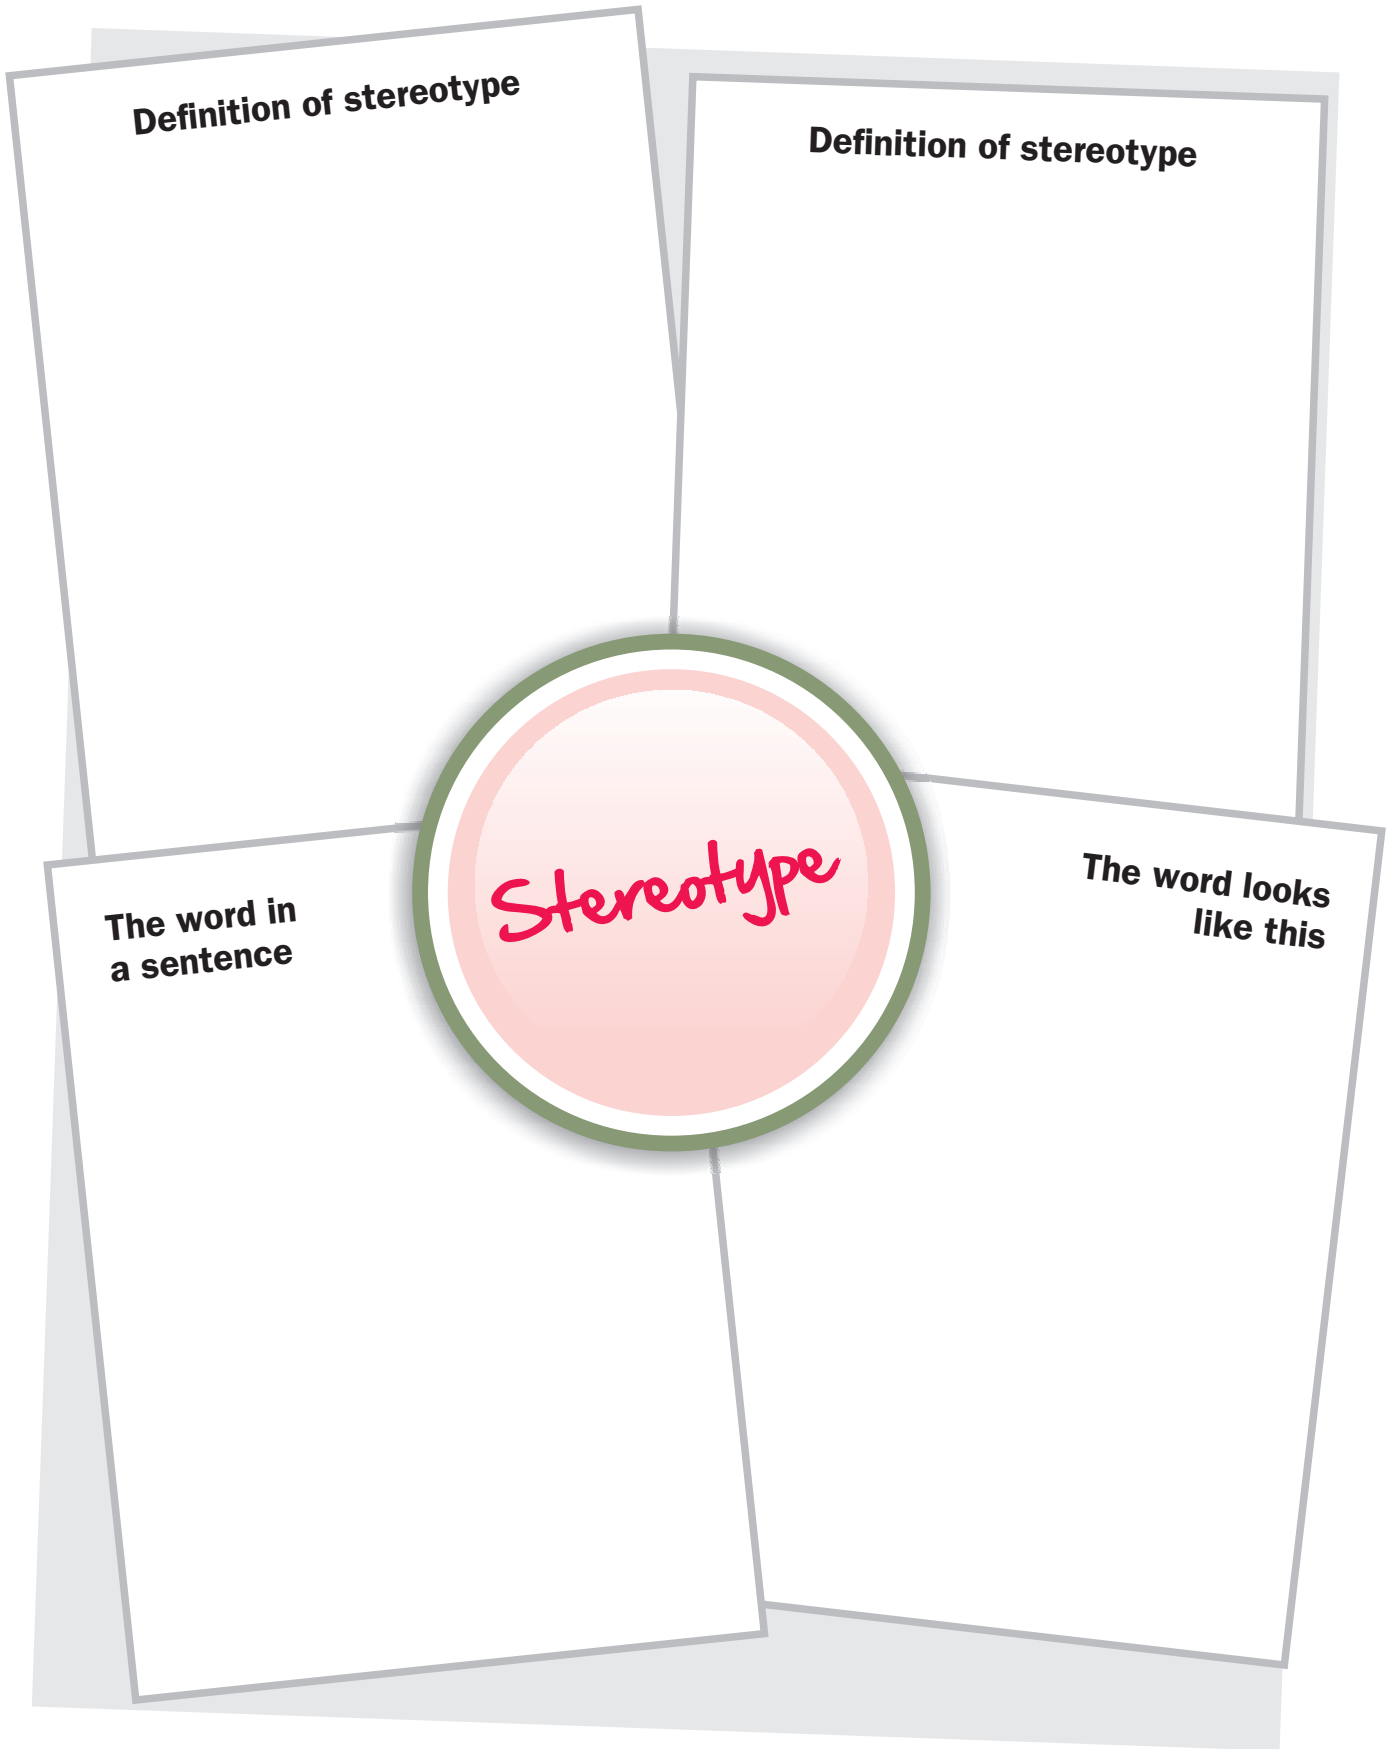 Definition of stereotype
Definition of stereotype
Stereotype
The word in
a sentence
The word looks
like this